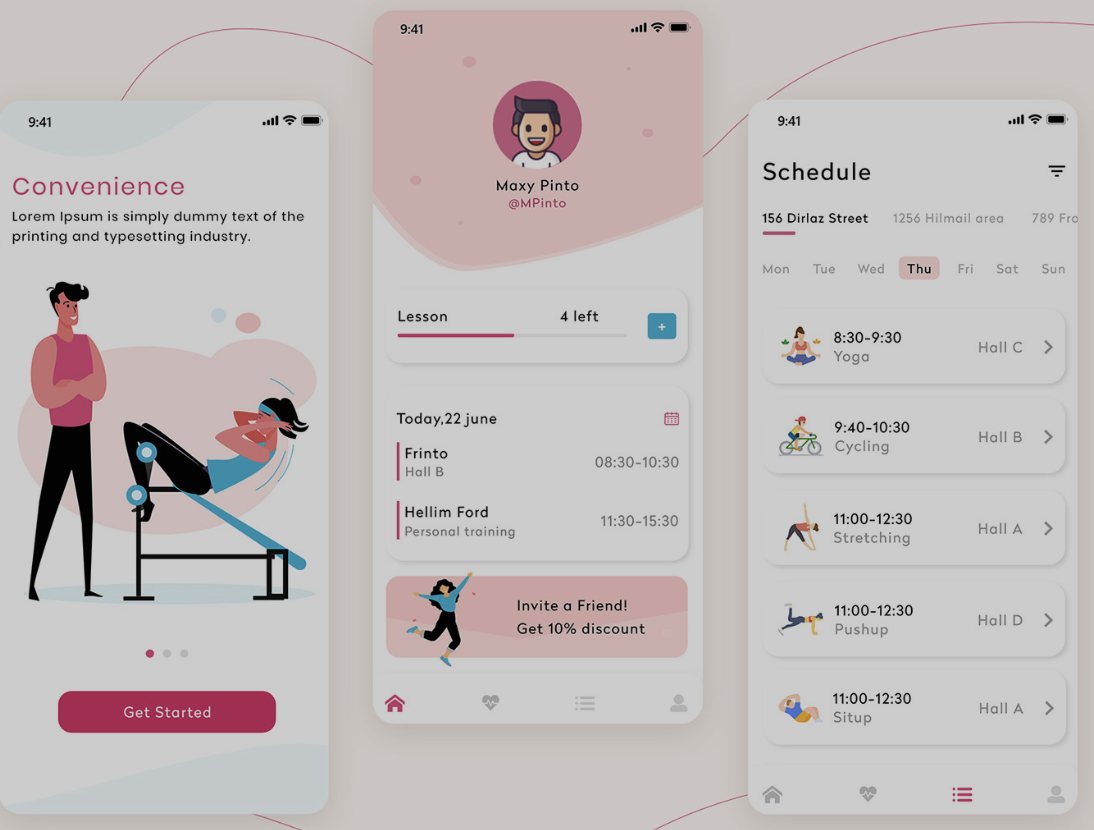 9:41
Convenience
Lorem Ipsum is simply dummy text of the
printing and typesetting industry.
Get Started
9:41
Maxy Pinto
@MPinto
Lesson 4 left
+
Today,22 june
Frinto
Hall B
08:30-10:30
Hellim Ford
Personal training
11:30-15:30
Invite a Friend!
Get 10% discount
9:41
Schedule
156 Dirlaz Street 1256 Hilmail area 789 Fro
Mon Tue Wed Thu Fri Sat Sun
8:30-9:30
Yoga
Hall C
9:40-10:30
Cycling
Hall B
11:00-12:30
Stretching
Hall A
11:00-12:30
Pushup
Hall D
11:00-12:30
Situp
Hall A